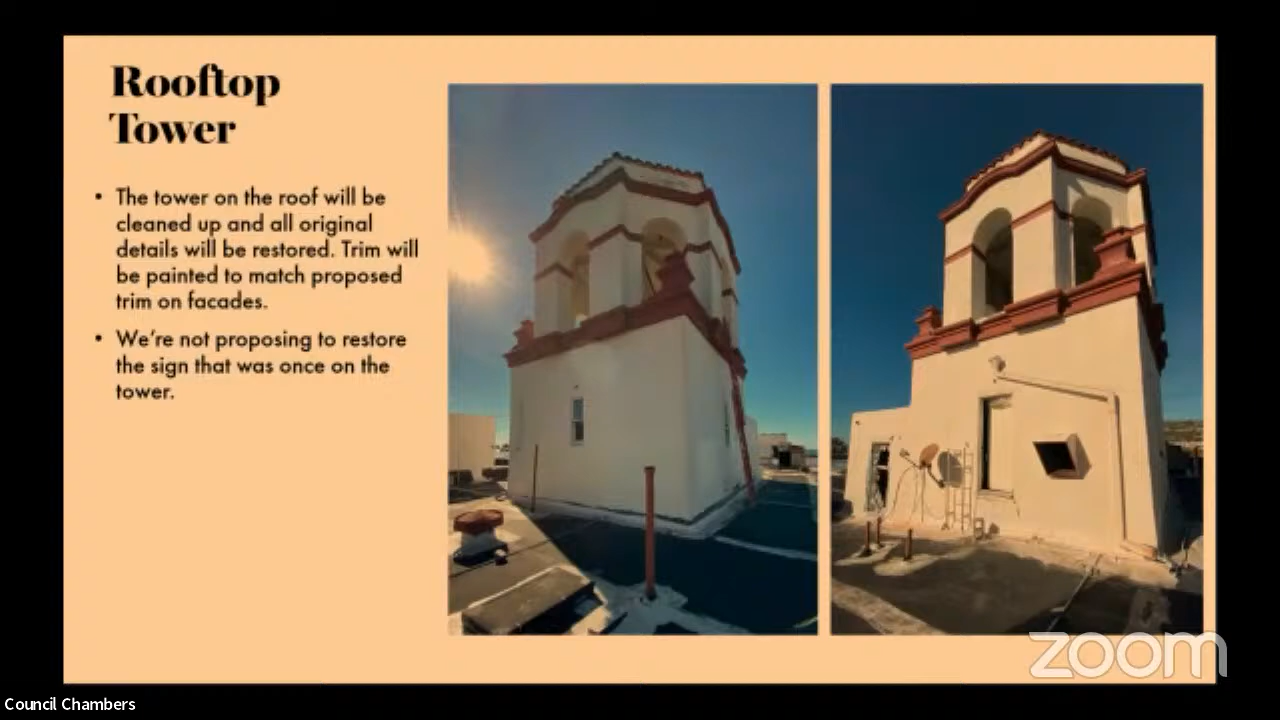 Rooftop
Tower
• The tower on the roof will be
cleaned up and all original
details will be restored. Trim will
be painted to match proposed
trim on facades.
• We're not proposing to restore
the sign that was once on the
tower.
zoom
Council Chambers